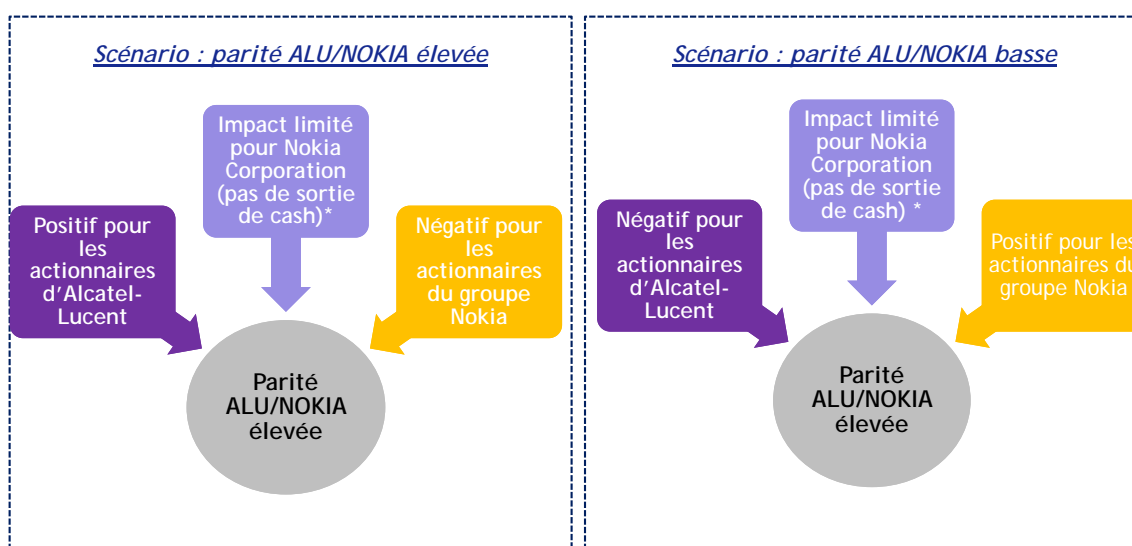 Scénario : parité ALU/NOKIA élevée
Impact limité
pour Nokia
Corporation
(pas de sortie
de cash)*
Positif pour
les
actionnaires
d’Alcatel-
Lucent
Négatif pour
les
actionnaires
du groupe
Nokia
Parité
ALU/NOKIA
élevée
Scénario : parité ALU/NOKIA basse
Impact limité
pour Nokia
Corporation
(pas de sortie
de cash) *
Négatif pour
les
actionnaires
d’Alcatel-
Lucent
Positif pour les
actionnaires du
groupe Nokia
Parité
ALU/NOKIA
élevée